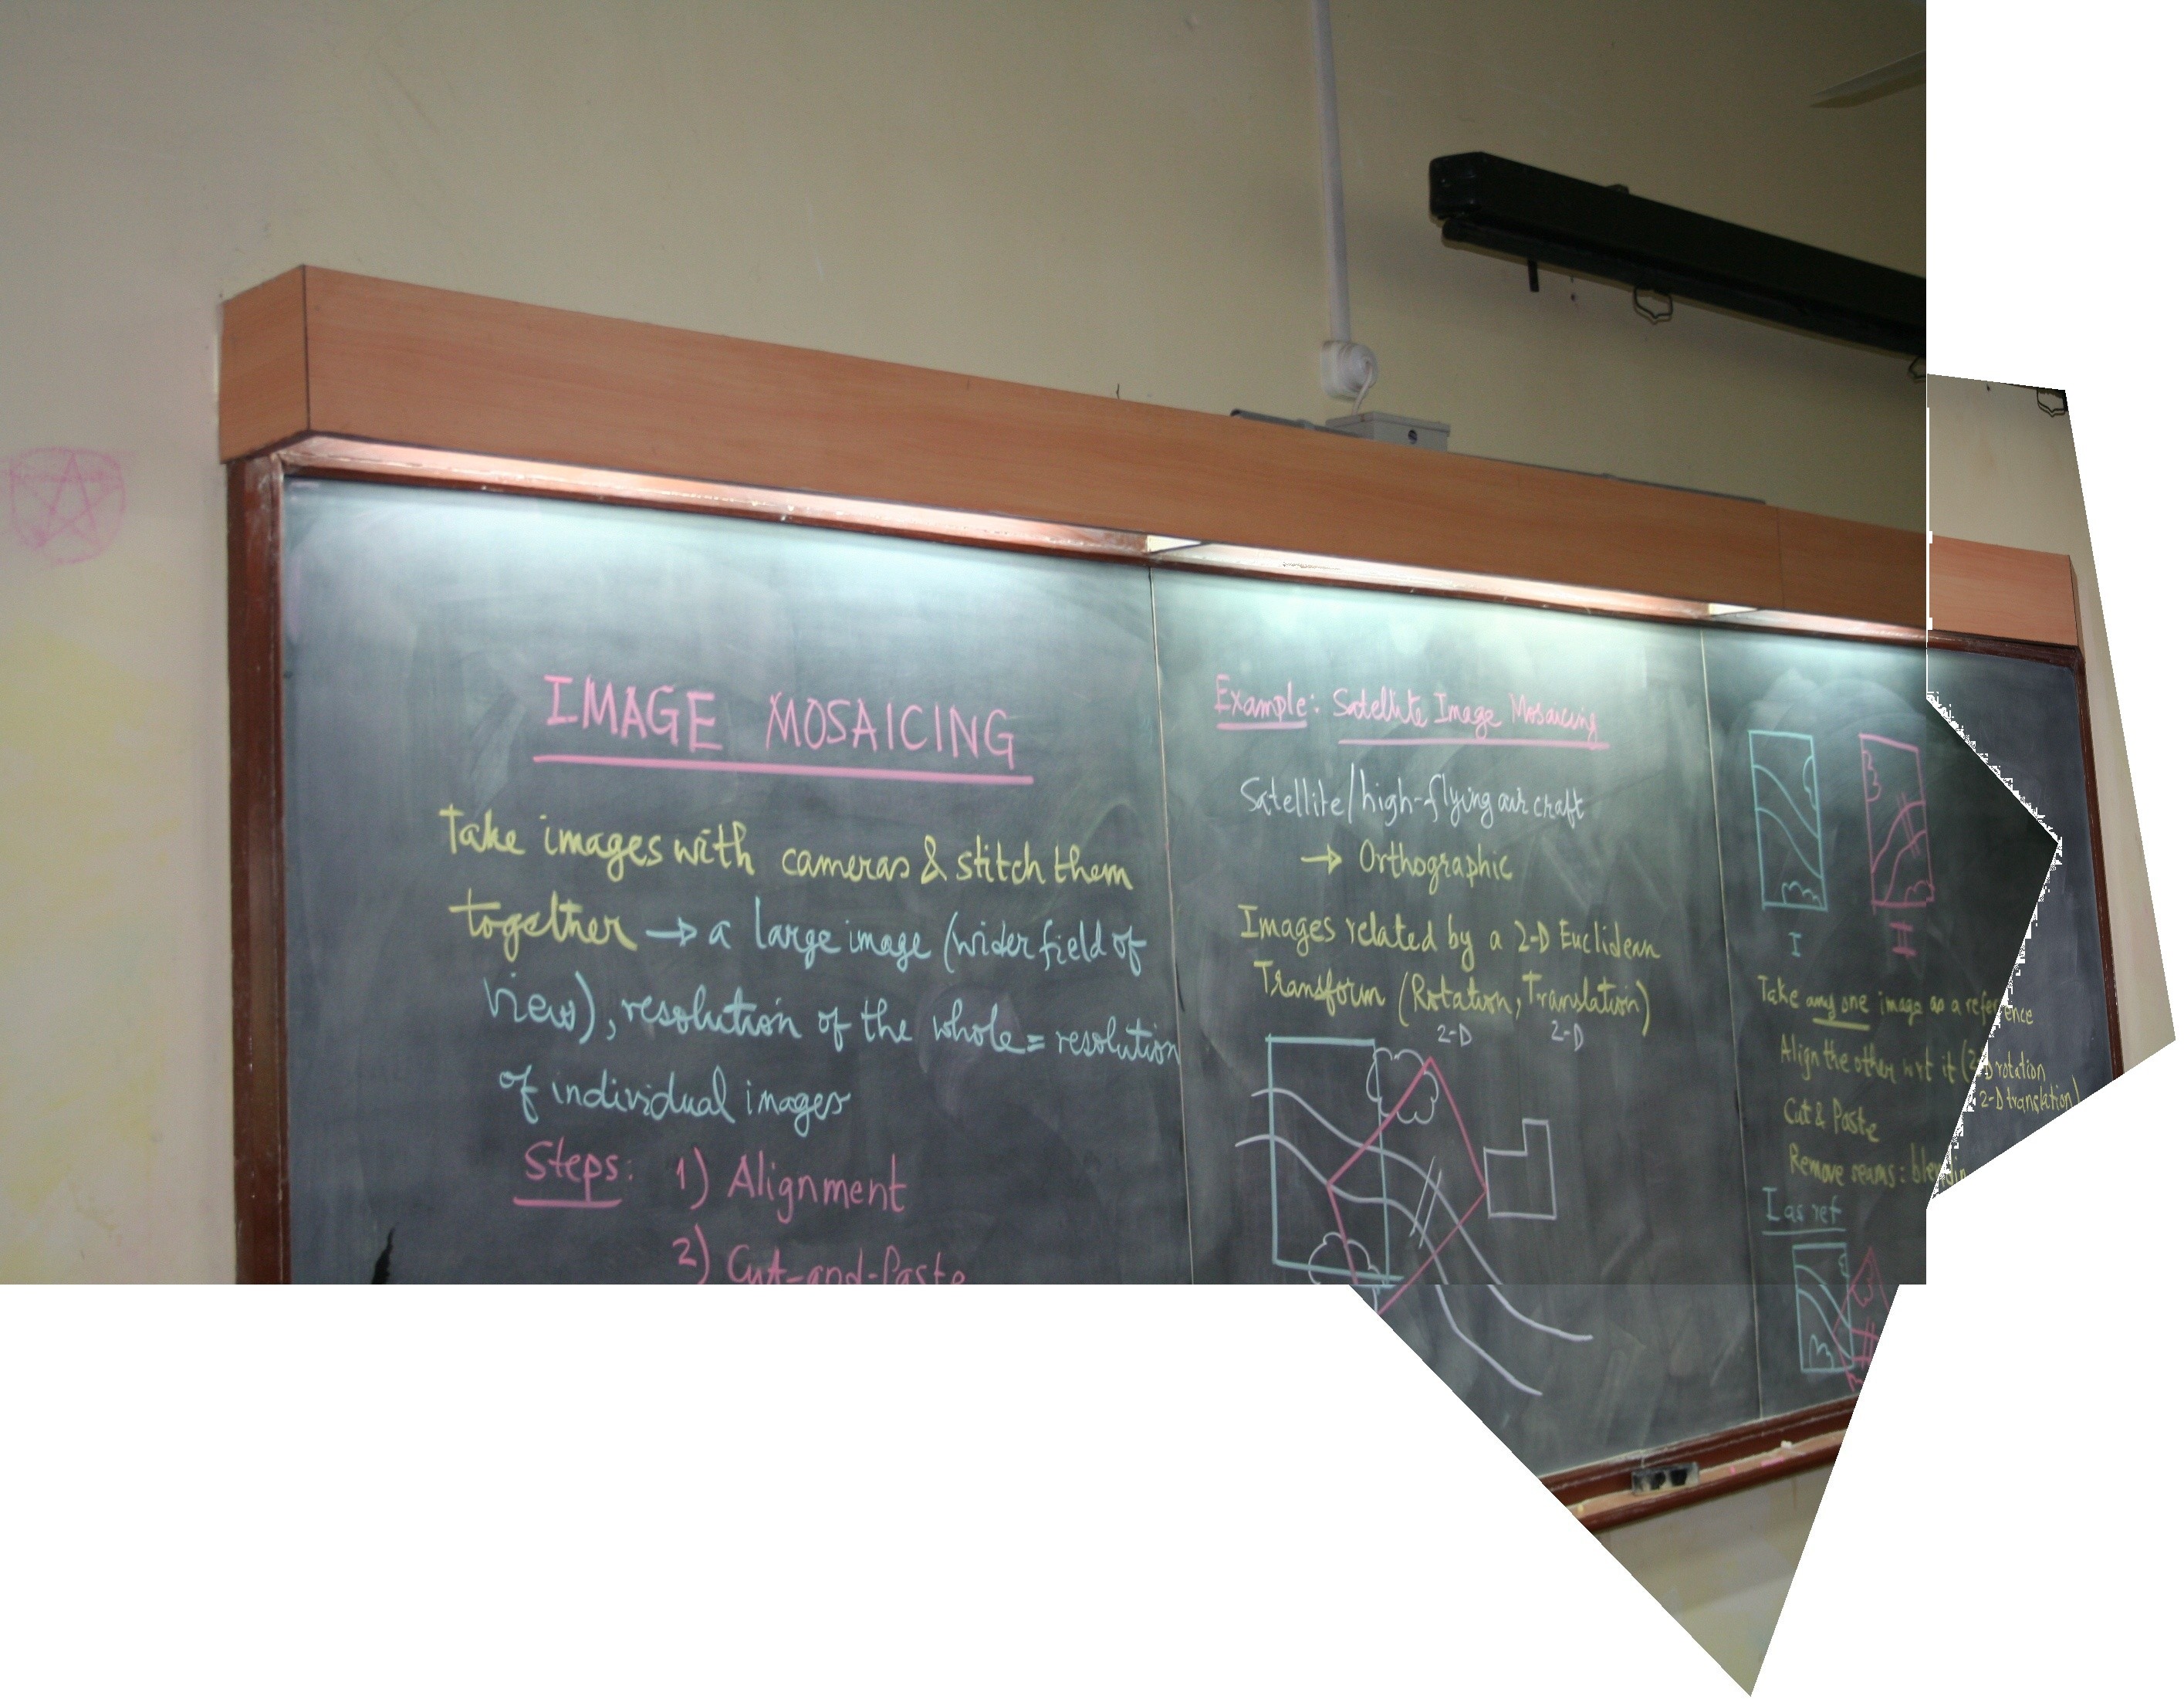 IMAGE MOSAICING
Take images with cameras & stitch them
together → a large image (wider field of
view), resolution of the whole = resolution
of individual images
Steps: 1) Alignment
2) Cut-and-Paste
Example: Satellite Image Mosaicing
Satellite/high-flying air craft
→ Orthographic
Images related by a 2-D Euclidean
Transform (Rotation, Translation)
2-D 2-D
I II
Take any one image as a reference
Align the other wrt it (2-D rotation
2-D translation)
Cut & Paste
Remove seams: blendin
I as ref